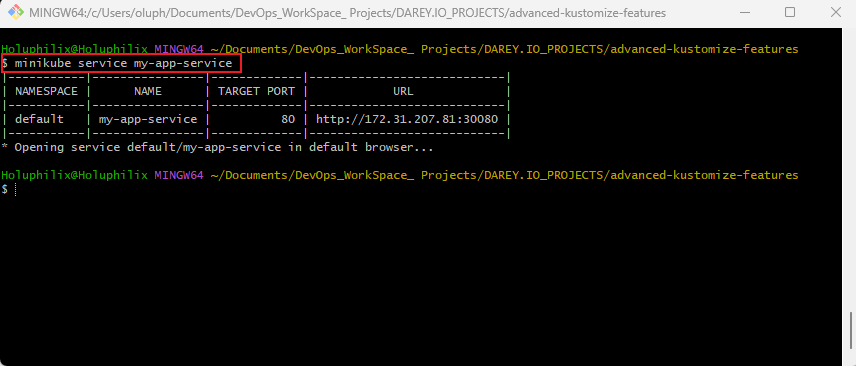 MINGW64:/c/Users/oluph/Documents/DevOps_WorkSpace_ Projects/DAREY.IO_PROJECTS/advanced-kustomize-features
Holuphilix@Holuphilix MINGW64 ~/Documents/DevOps_WorkSpace_ Projects/DAREY.IO_PROJECTS/advanced-kustomize-features
$ minikube service my-app-service
|-----------|----------------|-------------|---------------------------|
| NAMESPACE |      NAME      | TARGET PORT |            URL            |
|-----------|----------------|-------------|---------------------------|
| default   | my-app-service |          80 | http://172.31.207.81:30080 |
|-----------|----------------|-------------|---------------------------|
* Opening service default/my-app-service in default browser...
Holuphilix@Holuphilix MINGW64 ~/Documents/DevOps_WorkSpace_ Projects/DAREY.IO_PROJECTS/advanced-kustomize-features
$